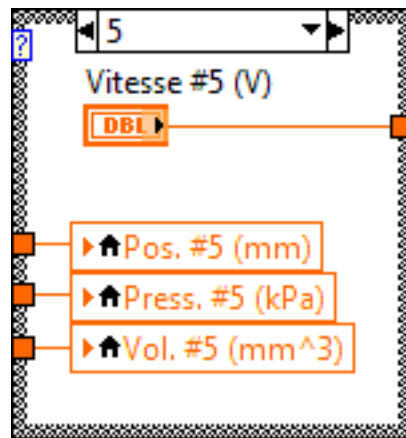 5
?
Vitesse #5 (V)
DBL
Pos. #5 (mm)
Press. #5 (kPa)
Vol. #5 (mm^3)